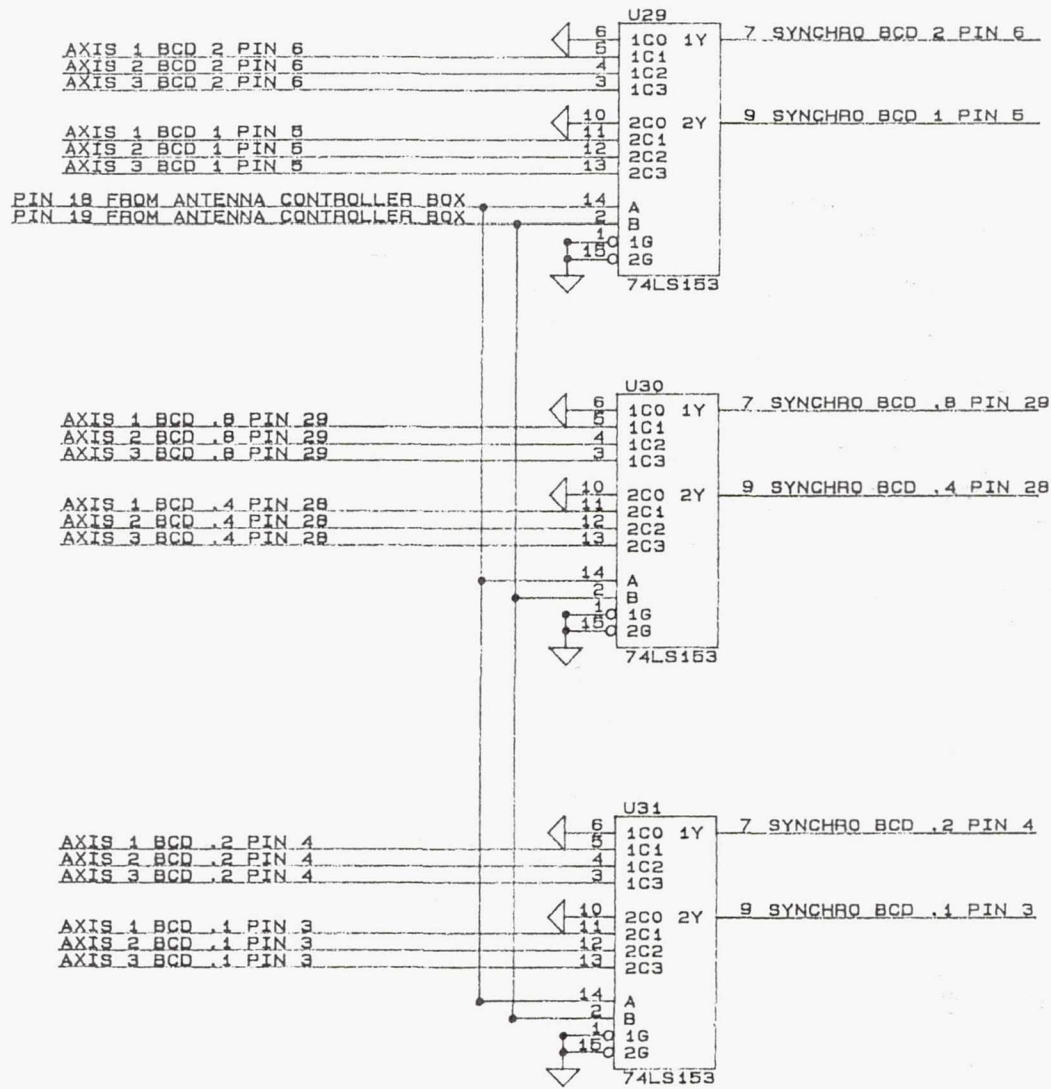 U29
6 1C0 1Y 7 SYNCHRO BCD 2 PIN 6
AXIS 1 BCD 2 PIN 6 5 1C1
AXIS 2 BCD 2 PIN 6 4 1C2
AXIS 3 BCD 2 PIN 6 3 1C3
10 2C0 2Y 9 SYNCHRO BCD 1 PIN 5
AXIS 1 BCD 1 PIN 5 11 2C1
AXIS 2 BCD 1 PIN 5 12 2C2
AXIS 3 BCD 1 PIN 5 13 2C3
PIN 18 FROM ANTENNA CONTROLLER BOX 14 A
PIN 19 FROM ANTENNA CONTROLLER BOX 2 B
1 1G
15 2G
74LS153
U30
6 1C0 1Y 7 SYNCHRO BCD .8 PIN 29
AXIS 1 BCD .8 PIN 29 5 1C1
AXIS 2 BCD .8 PIN 29 4 1C2
AXIS 3 BCD .8 PIN 29 3 1C3
10 2C0 2Y 9 SYNCHRO BCD .4 PIN 28
AXIS 1 BCD .4 PIN 28 11 2C1
AXIS 2 BCD .4 PIN 28 12 2C2
AXIS 3 BCD .4 PIN 28 13 2C3
14 A
2 B
1 1G
15 2G
74LS153
U31
6 1C0 1Y 7 SYNCHRO BCD .2 PIN 4
AXIS 1 BCD .2 PIN 4 5 1C1
AXIS 2 BCD .2 PIN 4 4 1C2
AXIS 3 BCD .2 PIN 4 3 1C3
10 2C0 2Y 9 SYNCHRO BCD .1 PIN 3
AXIS 1 BCD .1 PIN 3 11 2C1
AXIS 2 BCD .1 PIN 3 12 2C2
AXIS 3 BCD .1 PIN 3 13 2C3
14 A
2 B
1 1G
15 2G
74LS153